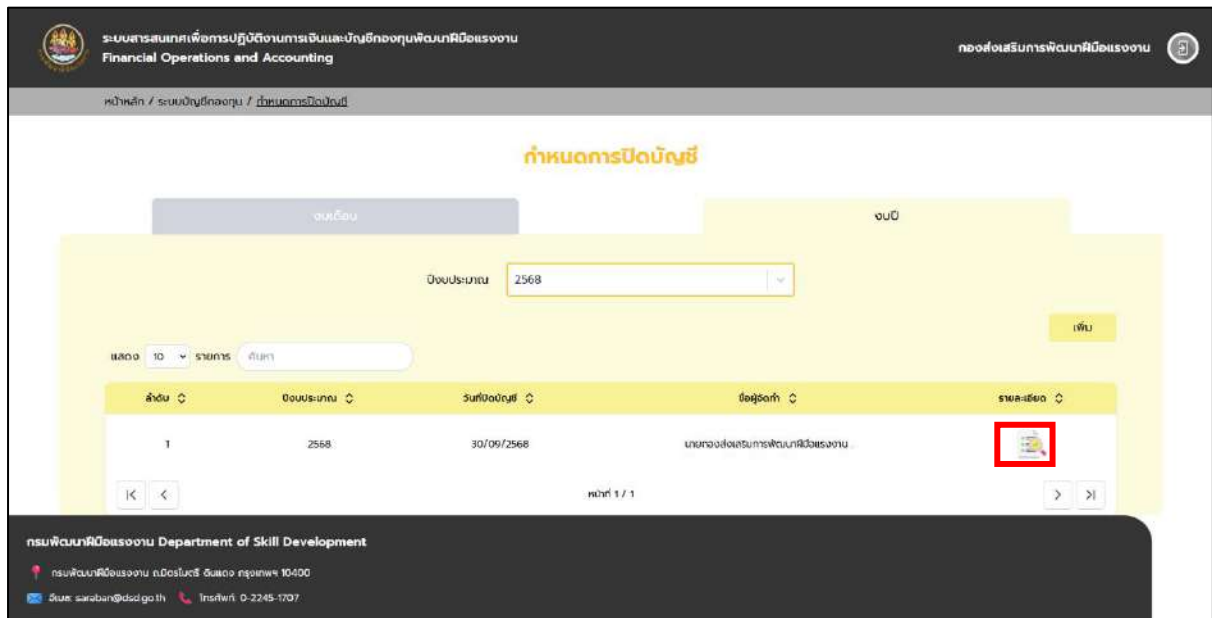 ระบบสารสนเทศเพื่อการปฏิบัติงานการเงินและบัญชีกองทุนพัฒนาฝีมือแรงงาน
Financial Operations and Accounting
กองส่งเสริมการพัฒนาฝีมือแรงงาน
หน้าหลัก / ระบบบัญชีกองทุน / กำหนดการปิดบัญชี
กำหนดการปิดบัญชี
งบเดือน งบปี
ปีงบประมาณ 2568
เพิ่ม
แสดง 10 รายการ ค้นหา
ลำดับ ปีงบประมาณ วันที่ปิดบัญชี ชื่อผู้จัดทำ รายละเอียด
1 2568 30/09/2568 นายกองส่งเสริมการพัฒนาฝีมือแรงงาน .
หน้าที่ 1 / 1
กรมพัฒนาฝีมือแรงงาน Department of Skill Development
กรมพัฒนาฝีมือแรงงาน ถ.มิตรไมตรี ดินแดง กรุงเทพฯ 10400
อีเมล: saraban@dsd.go.th โทรศัพท์: 0-2245-1707